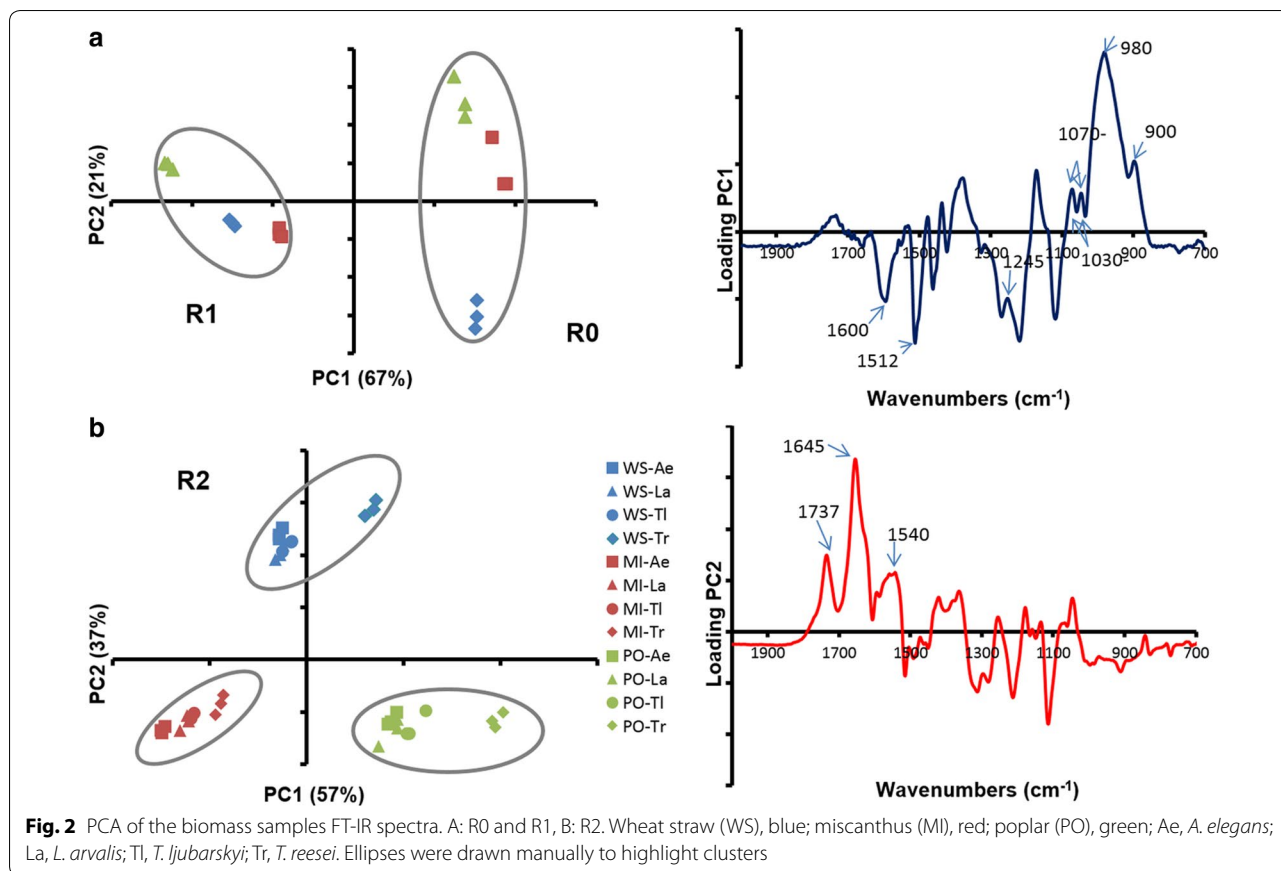 a
PC2 (21%)
R1
R0
PC1 (67%)
Loading PC1
980
1070-
900
1900
1700
1500
1300
1100
900
700
1245
1030
1600
1512
Wavenumbers (cm-1)
b
PC2 (37%)
R2
PC1 (57%)
WS-Ae
WS-La
WS-Tl
WS-Tr
MI-Ae
MI-La
MI-Tl
MI-Tr
PO-Ae
PO-La
PO-Tl
PO-Tr
Loading PC2
1645
1737
1540
1900
1700
1500
1300
1100
900
700
Wavenumbers (cm-1)
Fig. 2 PCA of the biomass samples FT-IR spectra. A: R0 and R1, B: R2. Wheat straw (WS), blue; miscanthus (MI), red; poplar (PO), green; Ae, A. elegans;
La, L. arvalis; Tl, T. ljubarskyi; Tr, T. reesei. Ellipses were drawn manually to highlight clusters